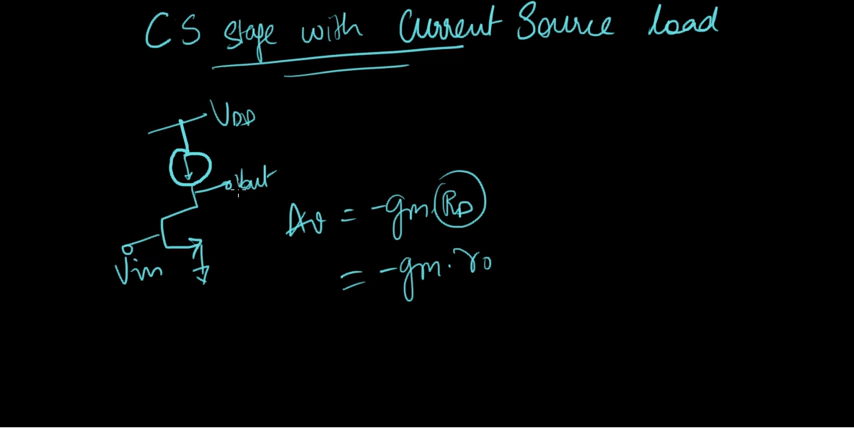 CS stage with Current Source load
VDD
Vout
Vin
Av = -gm.RD
= -gm.ro